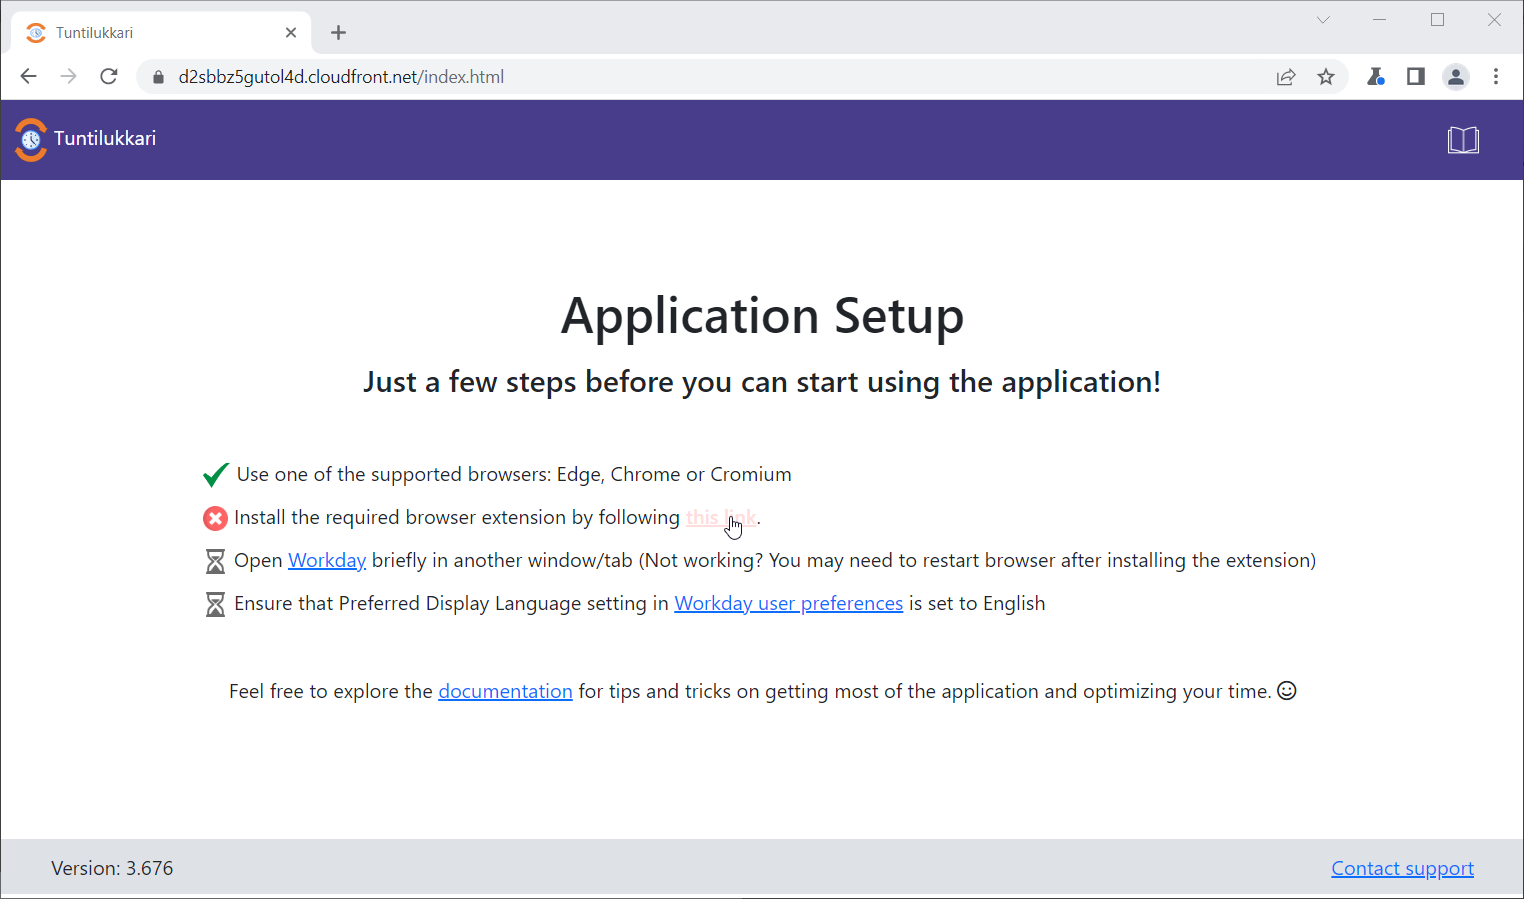 Tuntilukkari
d2sbbz5gutol4d.cloudfront.net/index.html
Tuntilukkari
Application Setup
Just a few steps before you can start using the application!
Use one of the supported browsers: Edge, Chrome or Cromium
Install the required browser extension by following this link.
Open Workday briefly in another window/tab (Not working? You may need to restart browser after installing the extension)
Ensure that Preferred Display Language setting in Workday user preferences is set to English
Feel free to explore the documentation for tips and tricks on getting most of the application and optimizing your time.
Version: 3.676
Contact support